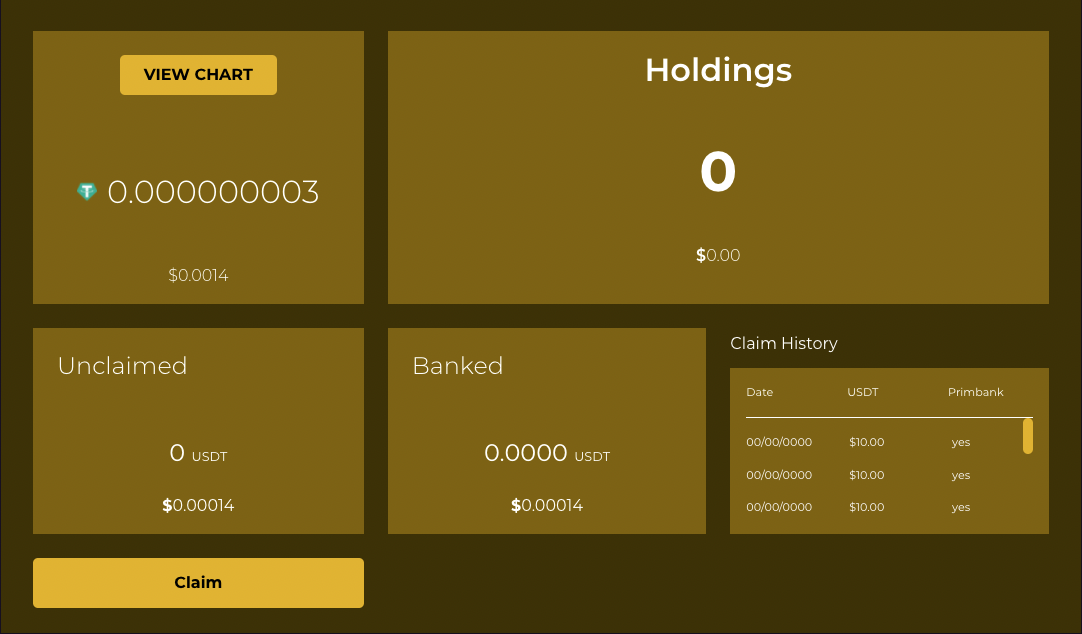 VIEW CHART
0.000000003
$0.0014
Holdings
0
$0.00
Unclaimed
0 USDT
$0.00014
Banked
0.0000 USDT
$0.00014
Claim History
Date USDT Primbank
00/00/0000 $10.00 yes
00/00/0000 $10.00 yes
00/00/0000 $10.00 yes
Claim